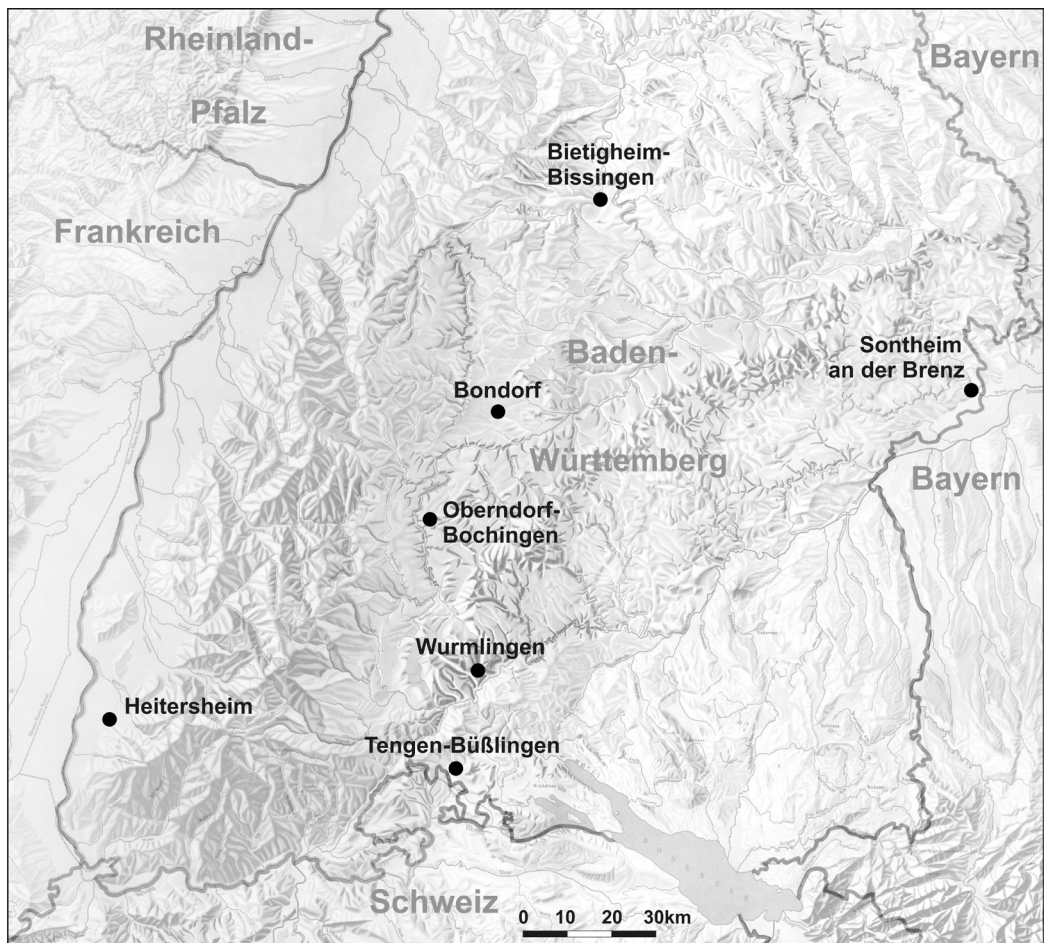 Rheinland-
Pfalz
Bayern
Bietigheim-
Bissingen
Frankreich
Baden-
Württemberg
Sontheim
an der Brenz
Bondorf
Bayern
Oberndorf-
Bochingen
Wurmlingen
Heitersheim
Tengen-Büßlingen
BODENSEE
Schweiz
0 10 20 30km